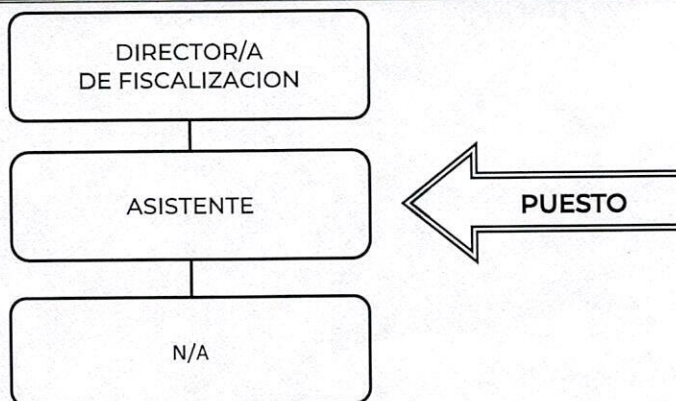 DIRECTOR/A
DE FISCALIZACION
ASISTENTE
PUESTO
N/A